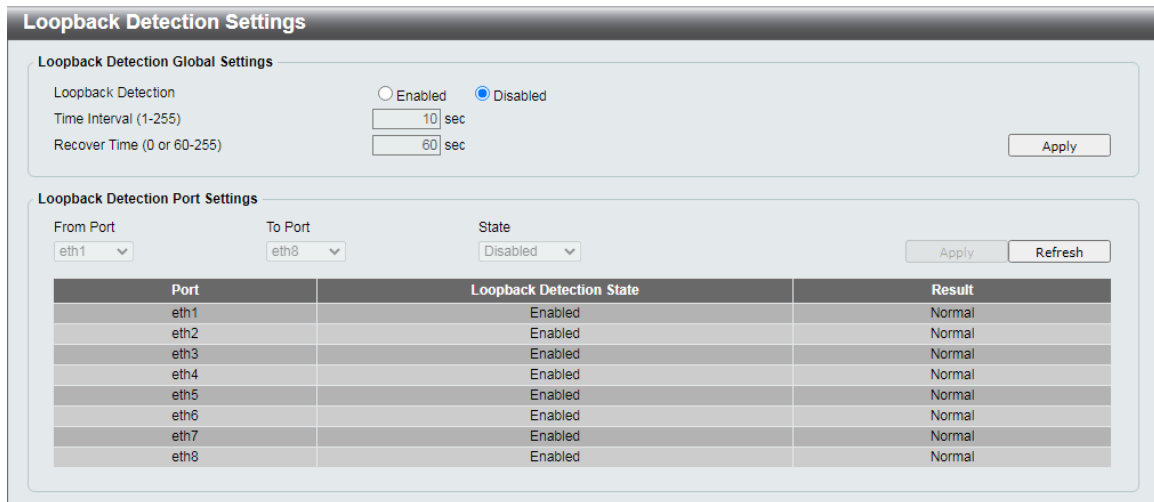 Loopback Detection Settings
Loopback Detection Global Settings
Loopback Detection Enabled Disabled
Time Interval (1-255) 10 sec
Recover Time (0 or 60-255) 60 sec Apply
Loopback Detection Port Settings
From Port To Port State
eth1 eth8 Disabled Apply Refresh
Port Loopback Detection State Result
eth1 Enabled Normal
eth2 Enabled Normal
eth3 Enabled Normal
eth4 Enabled Normal
eth5 Enabled Normal
eth6 Enabled Normal
eth7 Enabled Normal
eth8 Enabled Normal